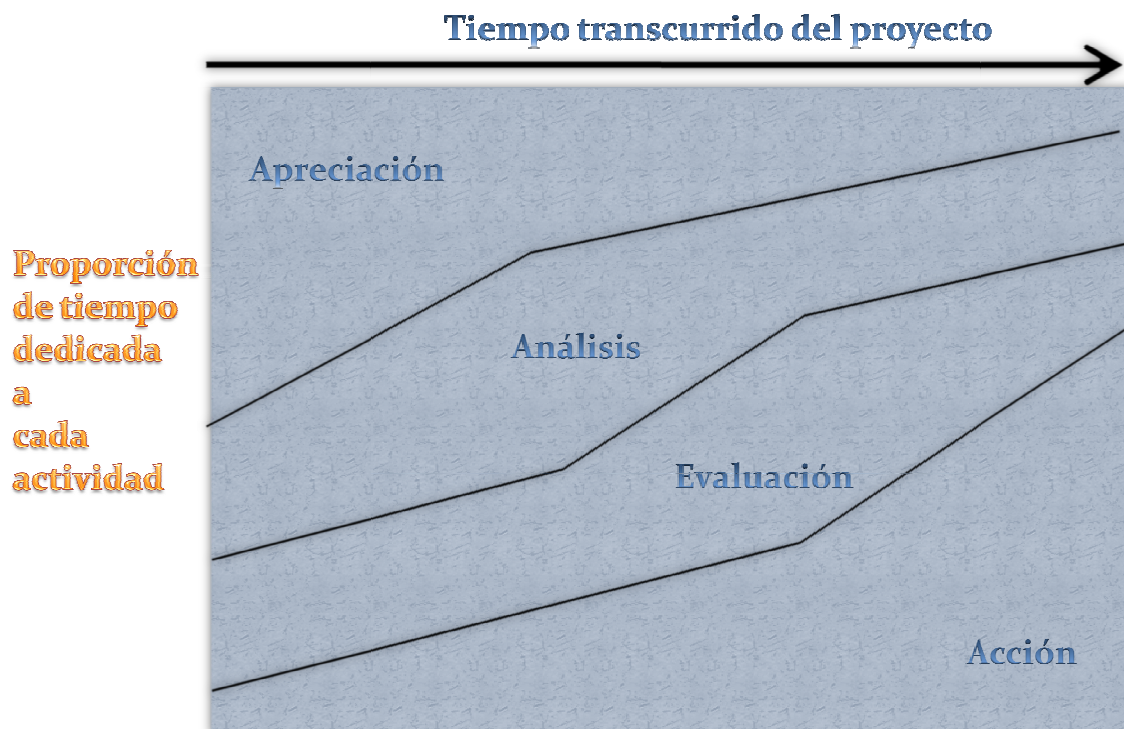 Tiempo transcurrido del proyecto
Apreciación
Proporción
de tiempo
dedicada
a
cada
actividad
Análisis
Evaluación
Acción